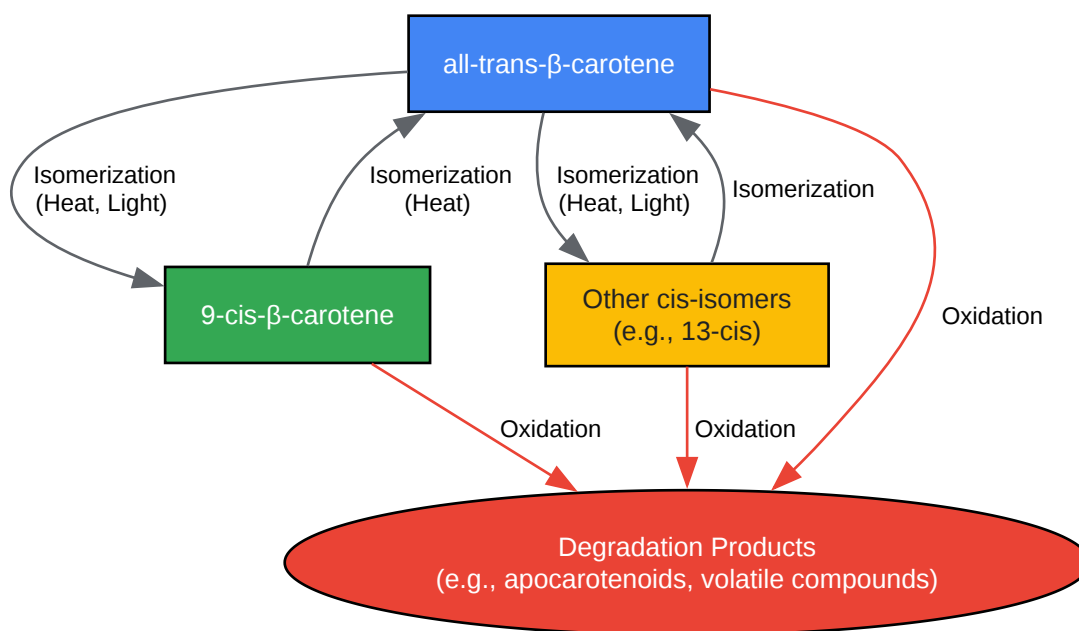 all-trans-β-carotene
Isomerization
(Heat, Light)
Isomerization
(Heat)
Isomerization
(Heat, Light)
Isomerization
9-cis-β-carotene
Other cis-isomers
(e.g., 13-cis)
Oxidation
Oxidation
Oxidation
Degradation Products
(e.g., apocarotenoids, volatile compounds)